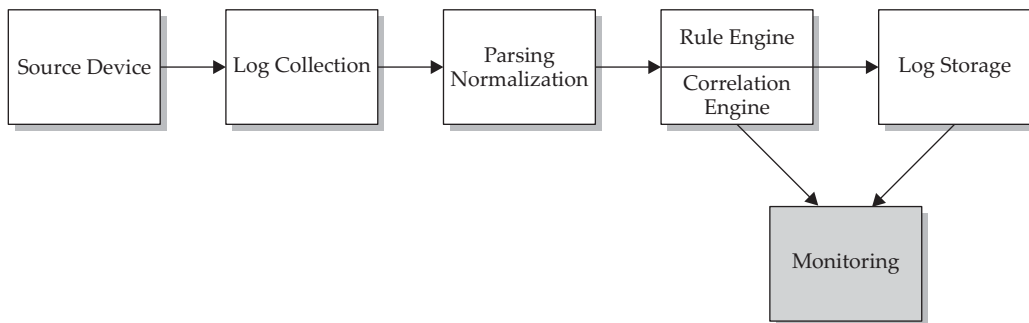 Source Device
Log Collection
Parsing
Normalization
Rule Engine
Correlation
Engine
Log Storage
Monitoring